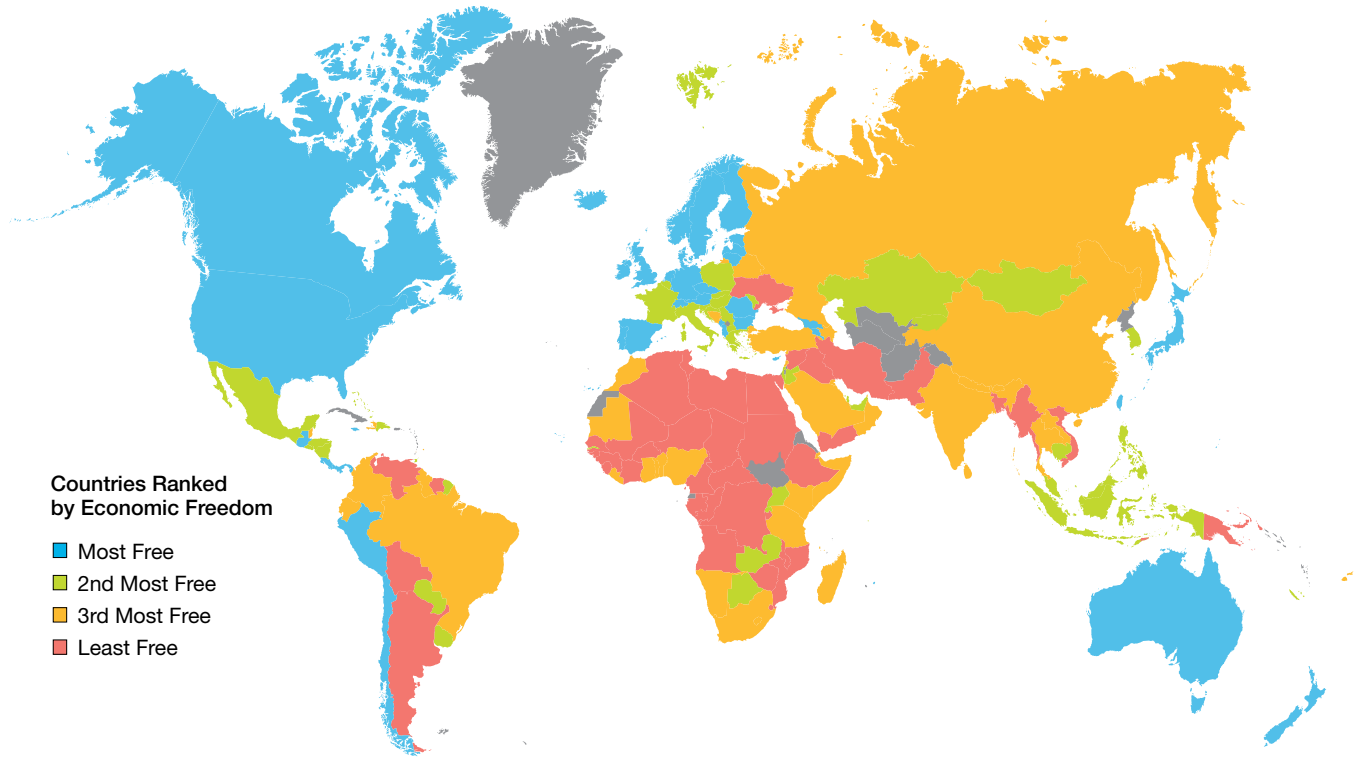 Countries Ranked
by Economic Freedom
Most Free
2nd Most Free
3rd Most Free
Least Free